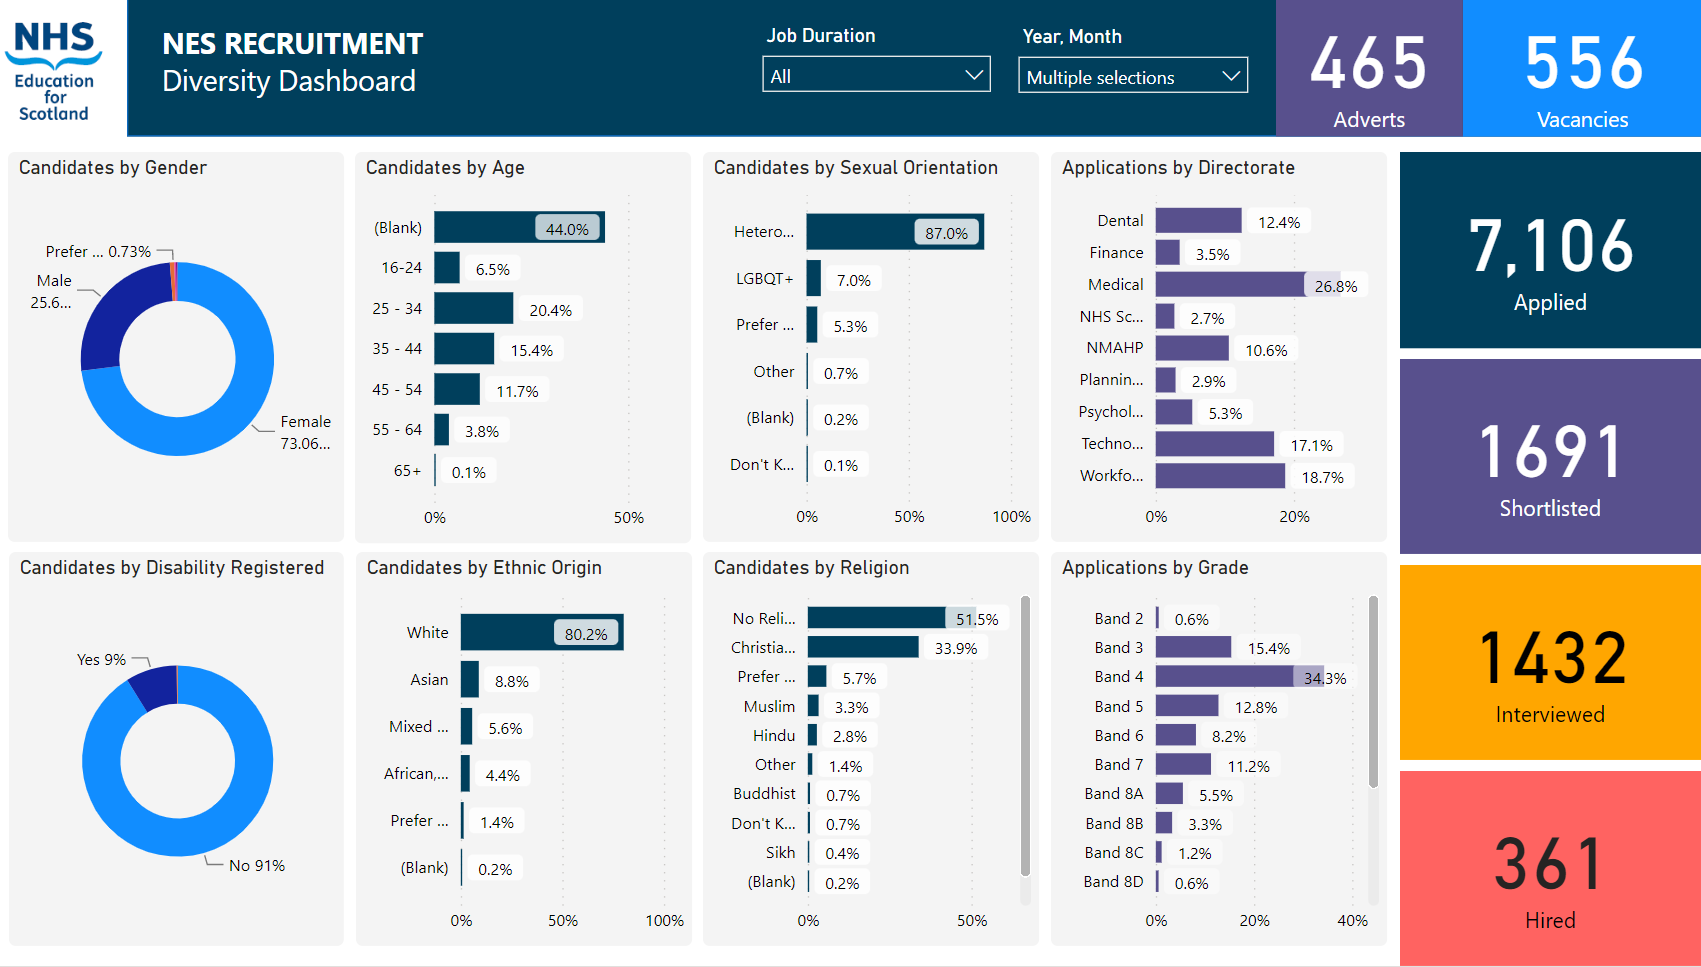 NHS
Education
for
Scotland
NES RECRUITMENT
Diversity Dashboard
Job Duration
All
Year, Month
Multiple selections
465
Adverts
556
Vacancies
Candidates by Gender
Prefer ... 0.73%
Male
25.6...
Female
73.06...
Candidates by Age
(Blank) 44.0%
16-24 6.5%
25 - 34 20.4%
35 - 44 15.4%
45 - 54 11.7%
55 - 64 3.8%
65+ 0.1%
0% 50%
Candidates by Sexual Orientation
Hetero... 87.0%
LGBQT+ 7.0%
Prefer ... 5.3%
Other 0.7%
(Blank) 0.2%
Don't K... 0.1%
0% 50% 100%
Applications by Directorate
Dental 12.4%
Finance 3.5%
Medical 26.8%
NHS Sc... 2.7%
NMAHP 10.6%
Plannin... 2.9%
Psychol... 5.3%
Techno... 17.1%
Workfo... 18.7%
0% 20%
7,106
Applied
1691
Shortlisted
1432
Interviewed
361
Hired
Candidates by Disability Registered
Yes 9%
No 91%
Candidates by Ethnic Origin
White 80.2%
Asian 8.8%
Mixed ... 5.6%
African,... 4.4%
Prefer ... 1.4%
(Blank) 0.2%
0% 50% 100%
Candidates by Religion
No Reli... 51.5%
Christia... 33.9%
Prefer ... 5.7%
Muslim 3.3%
Hindu 2.8%
Other 1.4%
Buddhist 0.7%
Don't K... 0.7%
Sikh 0.4%
(Blank) 0.2%
0% 50%
Applications by Grade
Band 2 0.6%
Band 3 15.4%
Band 4 34.3%
Band 5 12.8%
Band 6 8.2%
Band 7 11.2%
Band 8A 5.5%
Band 8B 3.3%
Band 8C 1.2%
Band 8D 0.6%
0% 20% 40%